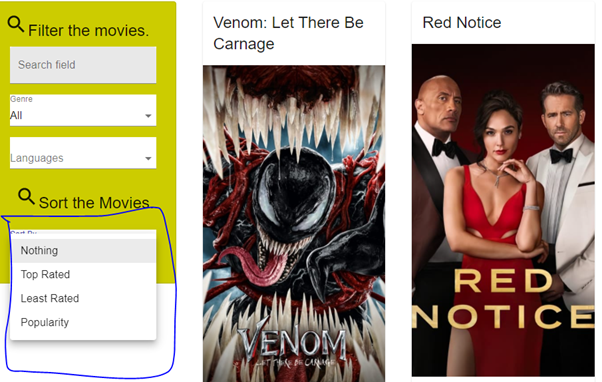 Filter the movies.
Search field
Genre
All
Languages
Sort the Movies.
Sort By
Nothing
Top Rated
Least Rated
Popularity
Venom: Let There Be
Carnage
VENOM
LET THERE BE CARNAGE
Red Notice
RED
NOTICE